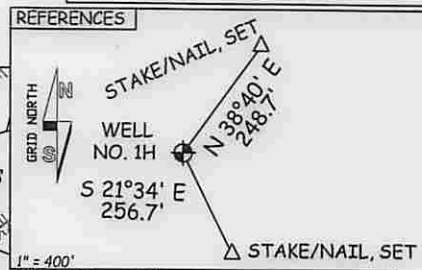 REFERENCES
STAKE/NAIL, SET
N 38°40' E
248.7'
GRID NORTH
N
S
WELL
NO. 1H
S 21°34' E
256.7'
STAKE/NAIL, SET
1" = 400'